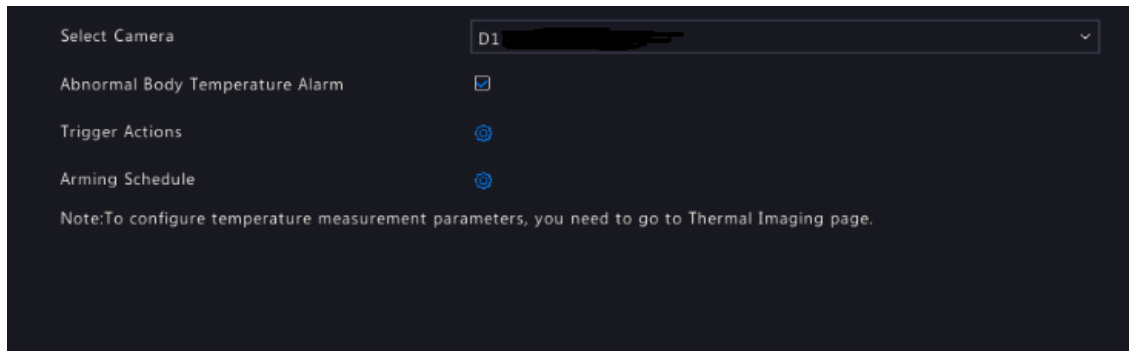 Select Camera D1
Abnormal Body Temperature Alarm
Trigger Actions
Arming Schedule
Note:To configure temperature measurement parameters, you need to go to Thermal Imaging page.